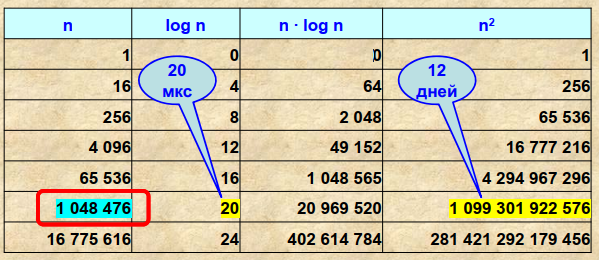 n log n n · log n n²
1 0 0 1
16 4 64 256
256 8 2 048 65 536
4 096 12 49 152 16 777 216
65 536 16 1 048 565 4 294 967 296
1 048 476 20 20 969 520 1 099 301 922 576
16 775 616 24 402 614 784 281 421 292 179 456
20
мкс
12
дней